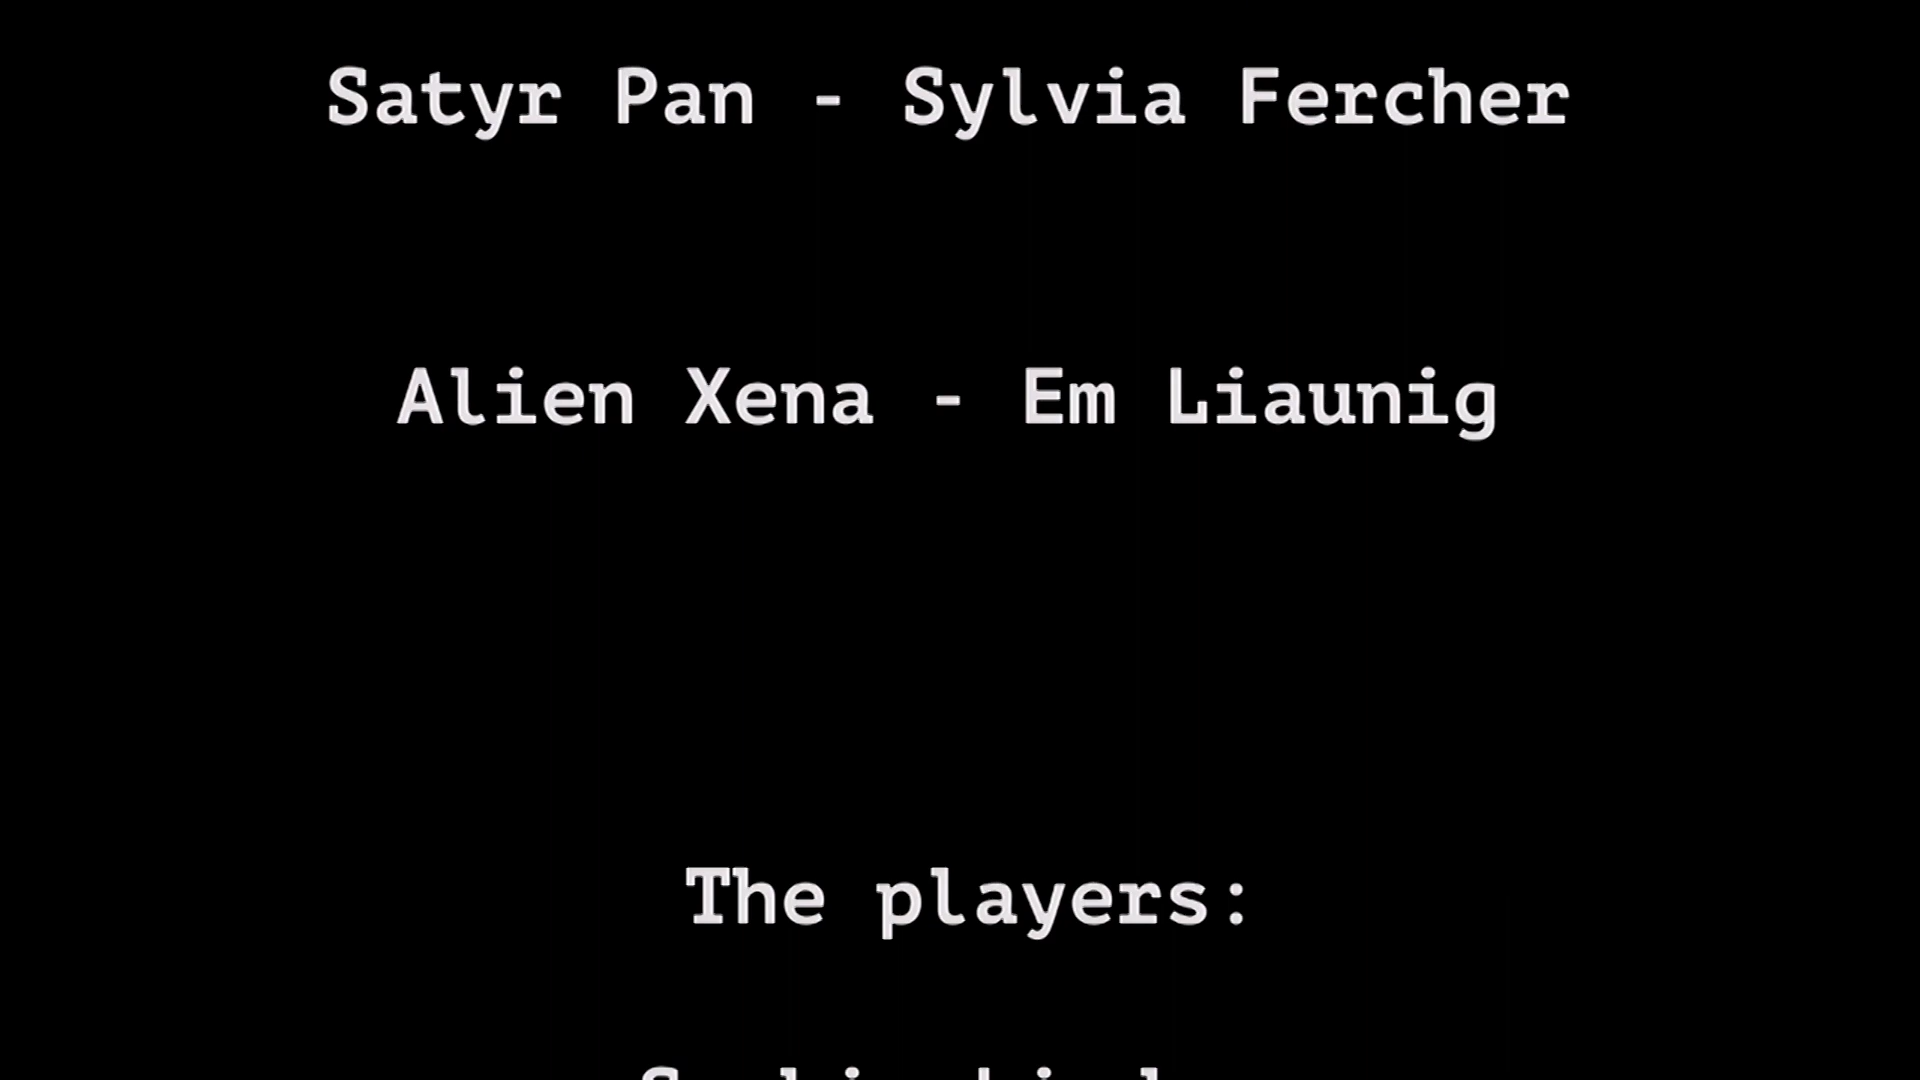 Satyr Pan - Sylvia Fercher
Alien Xena - Em Liaunig
The players: